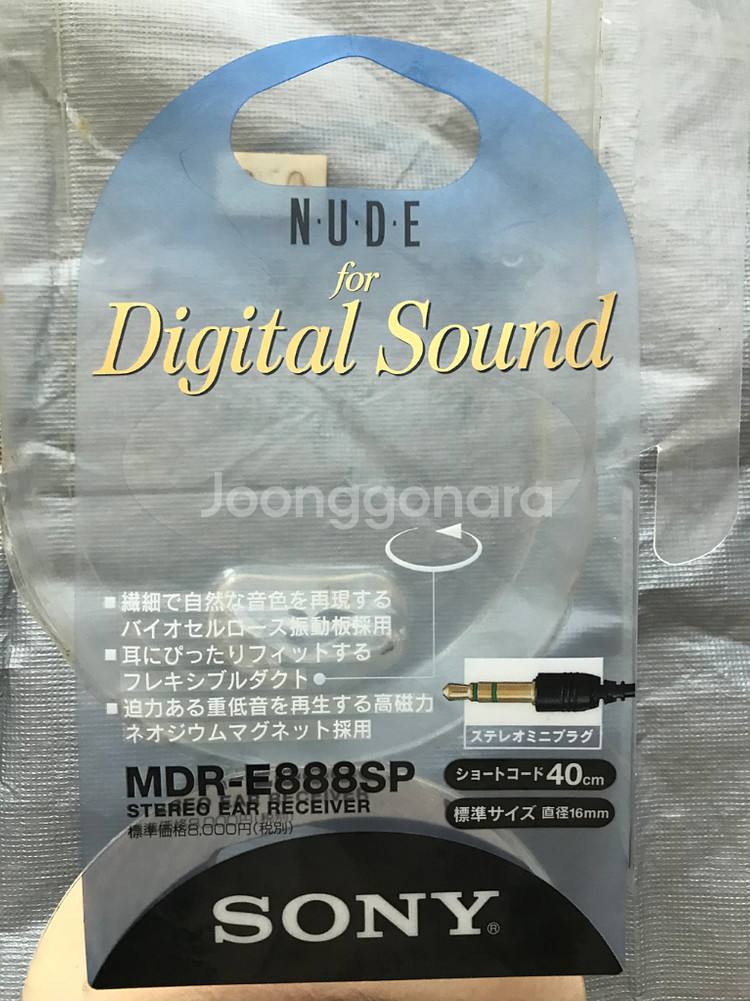 N·U·D·E
for
Digital Sound
Joonggonara
■繊細で自然な音色を再現する
バイオセルロース振動板採用
■耳にぴったりフィットする
フレキシブルダクト
■迫力ある重低音を再生する高磁力
ネオジウムマグネット採用
ステレオミニプラグ
MDR-E888SP
STEREO EAR RECEIVER
標準価格8,000円(税別)
ショートコード40cm
標準サイズ 直径16mm
SONY®